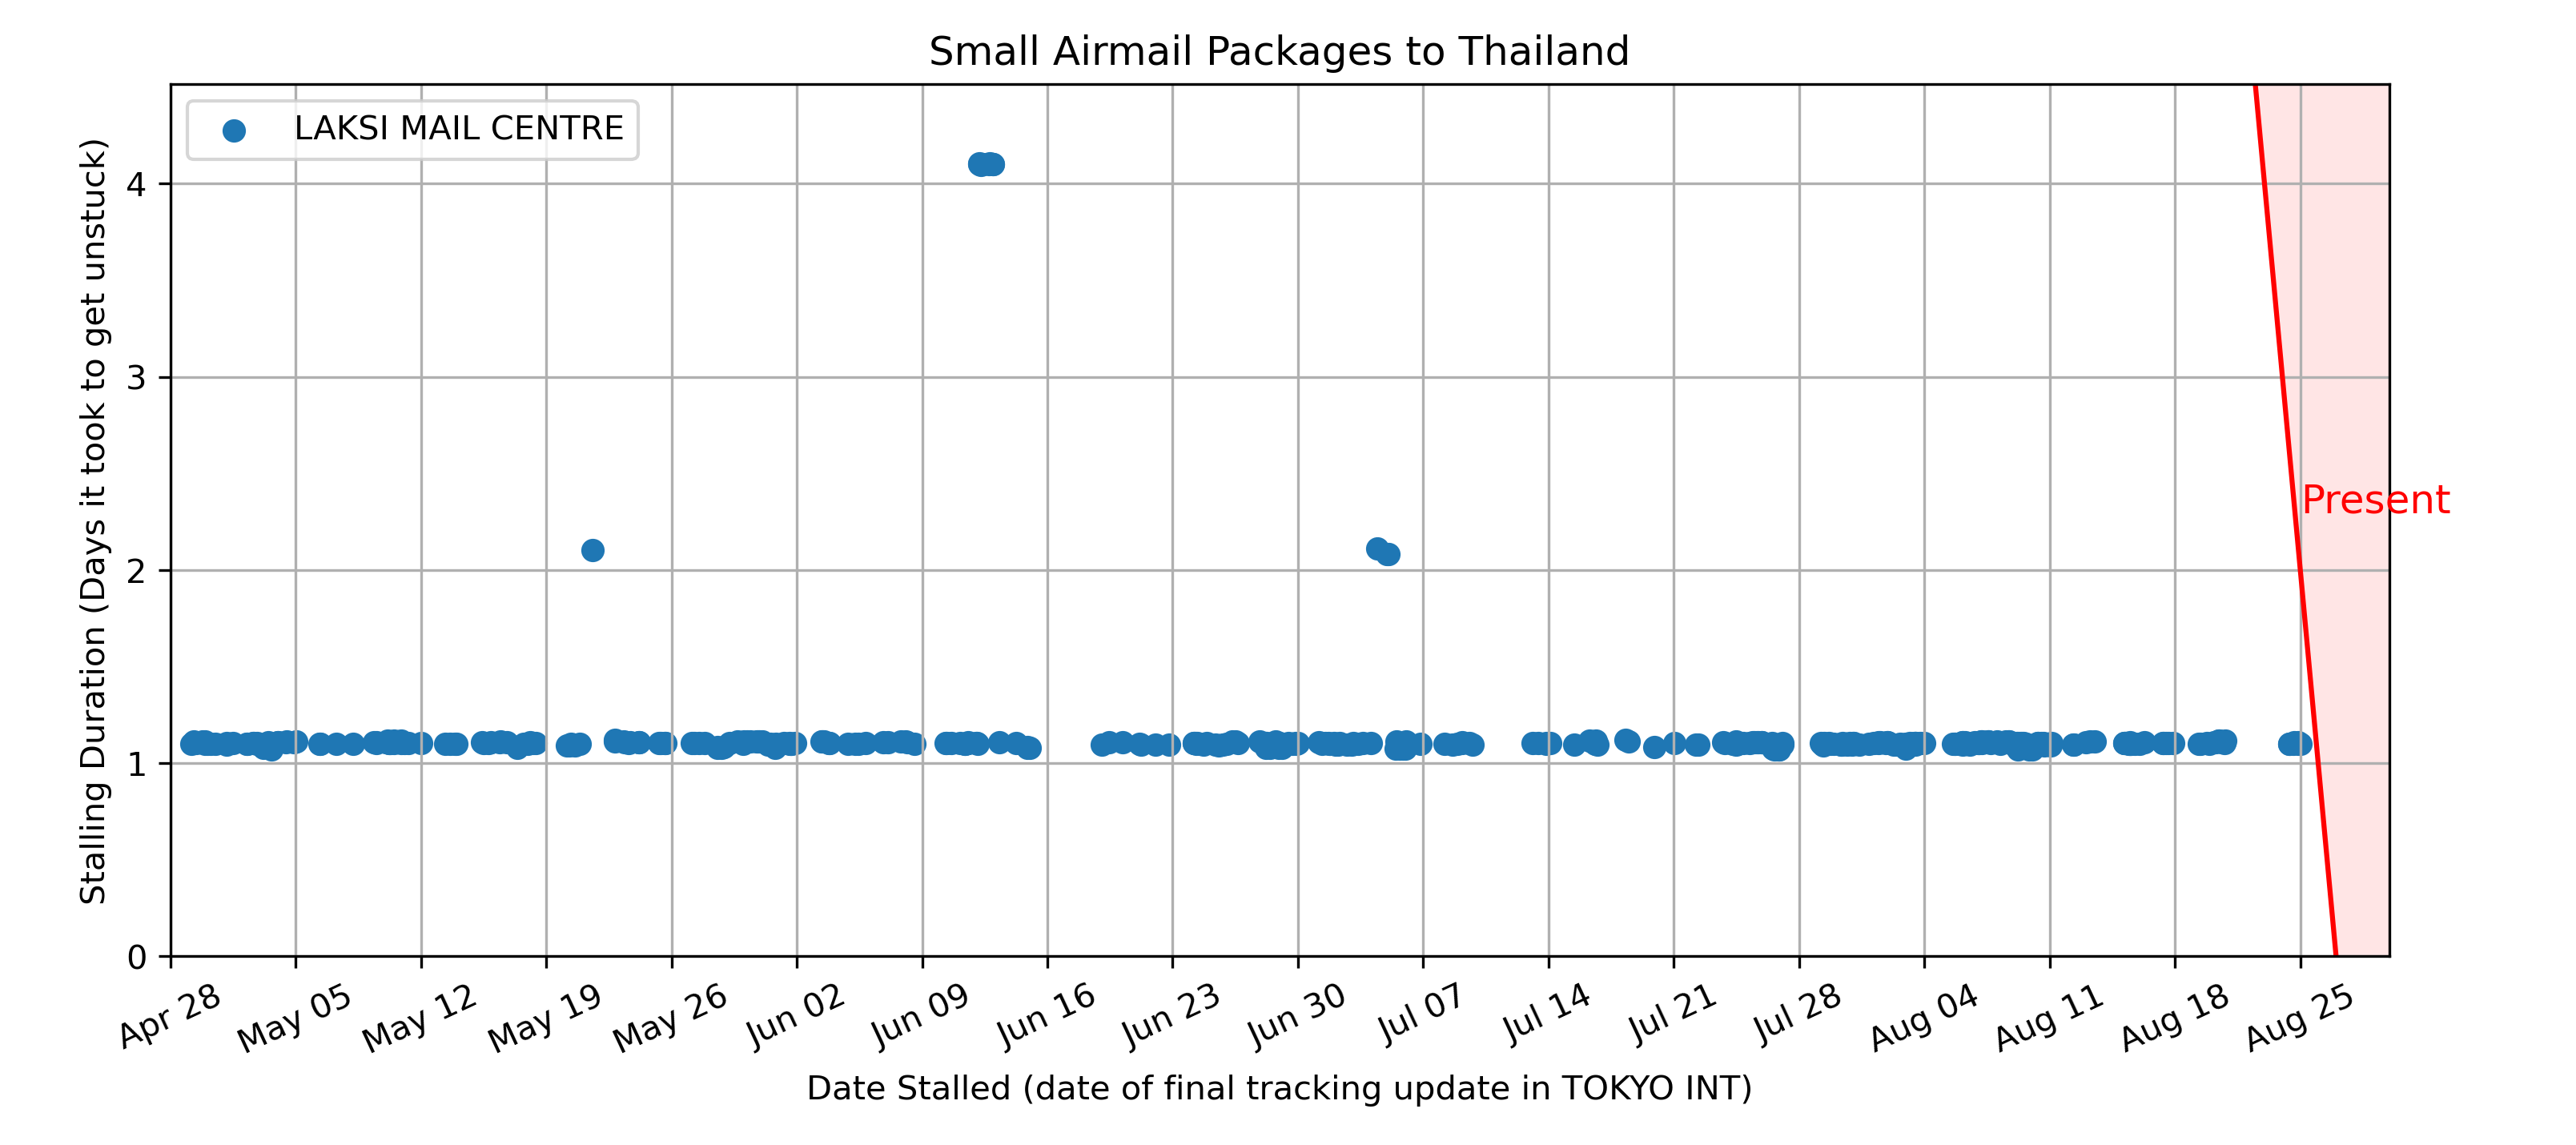 Small Airmail Packages to Thailand
LAKSI MAIL CENTRE
Stalling Duration (Days it took to get unstuck)
4
3
2
1
0
Present
Apr 28
May 05
May 12
May 19
May 26
Jun 02
Jun 09
Jun 16
Jun 23
Jun 30
Jul 07
Jul 14
Jul 21
Jul 28
Aug 04
Aug 11
Aug 18
Aug 25
Date Stalled (date of final tracking update in TOKYO INT)